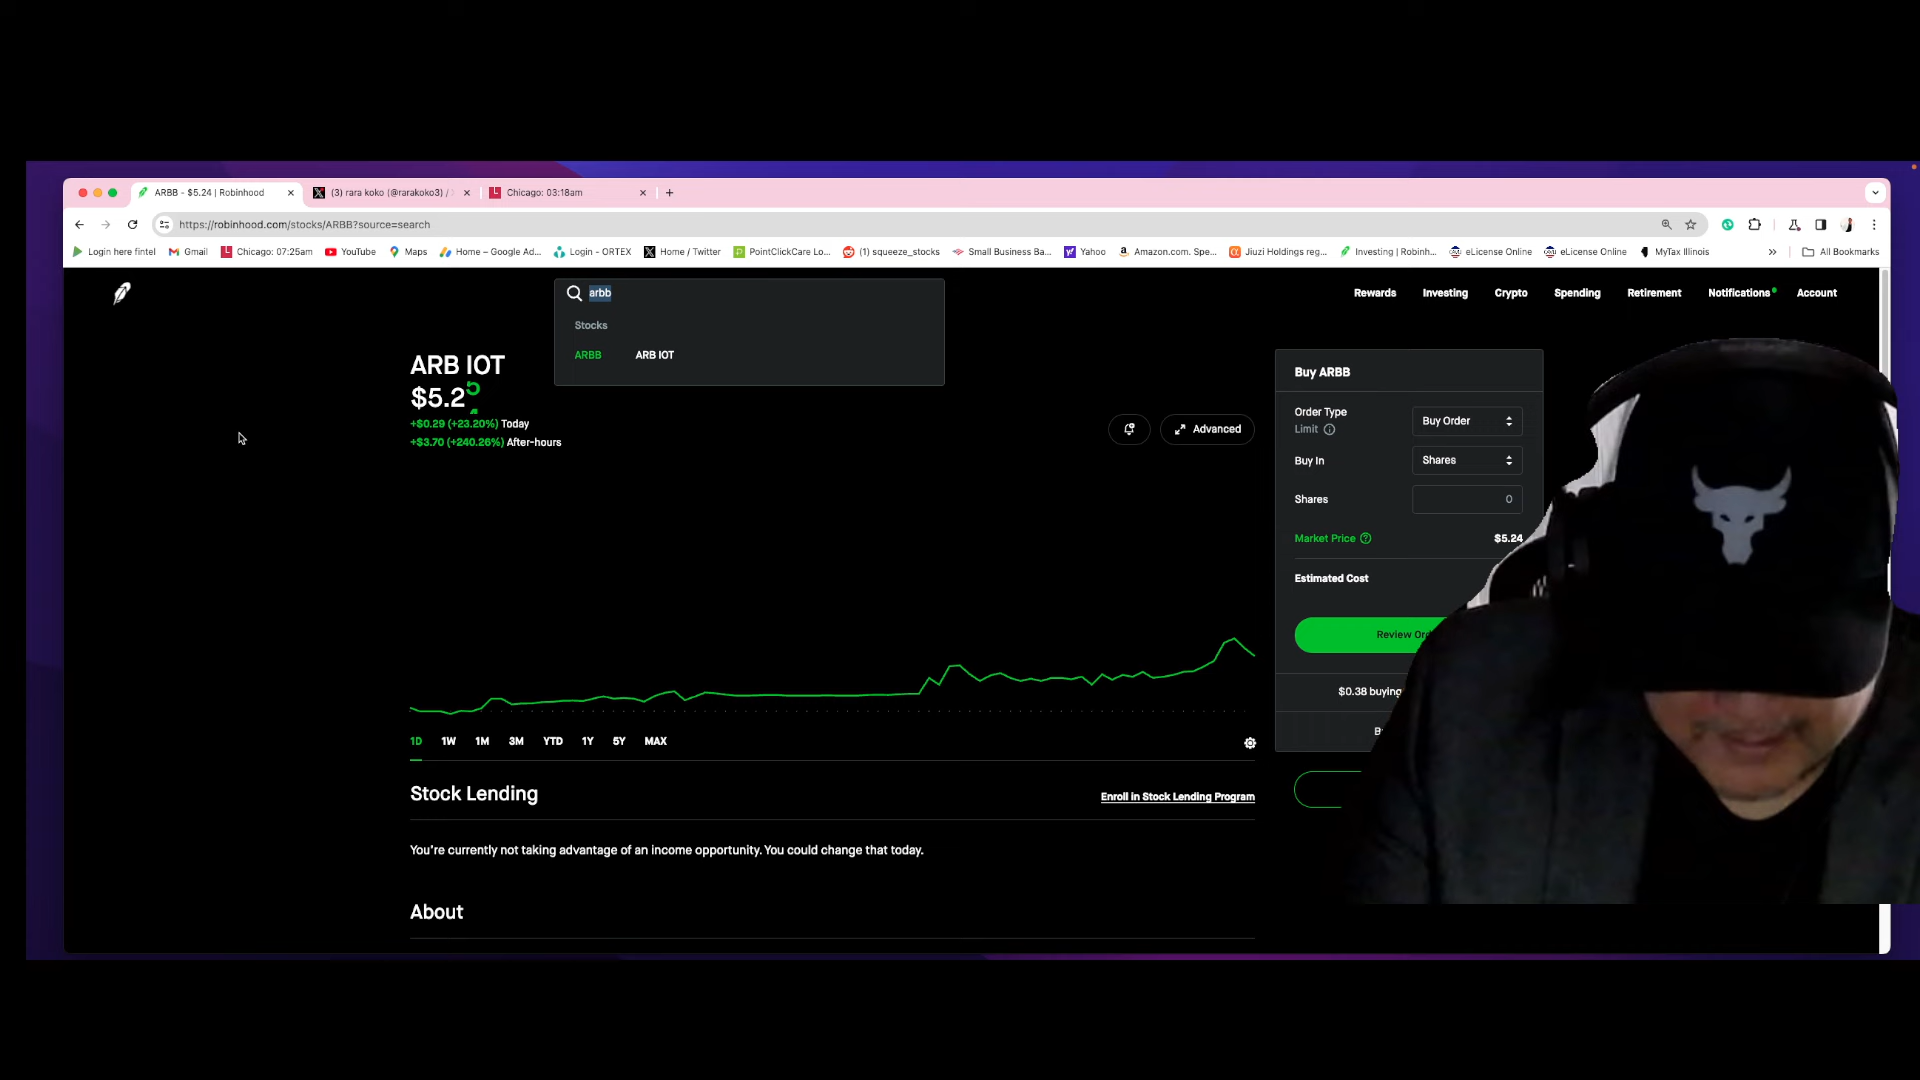 ARBB - $5.24 | Robinhood
(3) rara koko (@rarakoko3) /
Chicago: 03:18am
https://robinhood.com/stocks/ARBB?source=search
Login here fintel
Gmail
Chicago: 07:25am
YouTube
Maps
Home – Google Ad...
Login - ORTEX
Home / Twitter
PointClickCare Lo...
(1) squeeze_stocks
Small Business Ba...
Yahoo
Amazon.com. Spe...
Jiuzi Holdings reg...
Investing | Robinh...
eLicense Online
eLicense Online
MyTax Illinois
All Bookmarks
arbb
Rewards
Investing
Crypto
Spending
Retirement
Notifications
Account
Stocks
ARBB ARB IOT
ARB IOT
$5.2
+$0.29 (+23.20%) Today
+$3.70 (+240.26%) After-hours
Advanced
Buy ARBB
Order Type
Limit
Buy Order
Buy In
Shares
Shares
0
Market Price
$5.24
Estimated Cost
Review
$0.38 buying
1D 1W 1M 3M YTD 1Y 5Y MAX
Stock Lending
Enroll in Stock Lending Program
You're currently not taking advantage of an income opportunity. You could change that today.
About